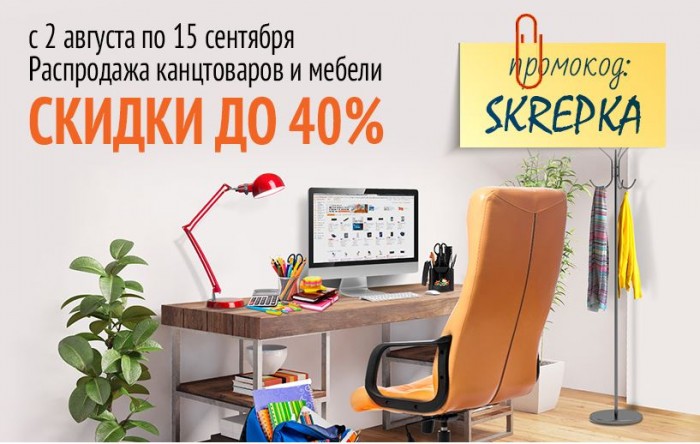 с 2 августа по 15 сентября
Распродажа канцтоваров и мебели
СКИДКИ ДО 40%
промокод:
SKREPKA